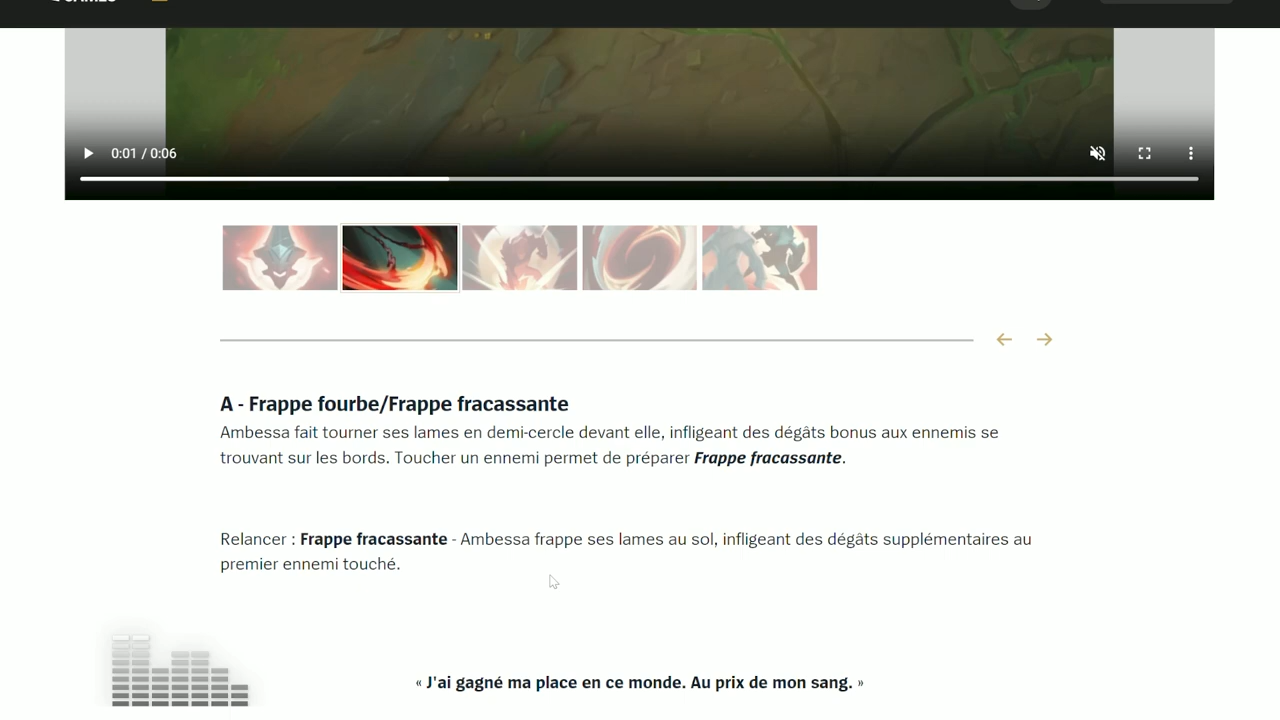 0:01 / 0:06
A - Frappe fourbe/Frappe fracassante
Ambessa fait tourner ses lames en demi-cercle devant elle, infligeant des dégâts bonus aux ennemis se
trouvant sur les bords. Toucher un ennemi permet de préparer Frappe fracassante.
Relancer : Frappe fracassante - Ambessa frappe ses lames au sol, infligeant des dégâts supplémentaires au
premier ennemi touché.
« J'ai gagné ma place en ce monde. Au prix de mon sang. »